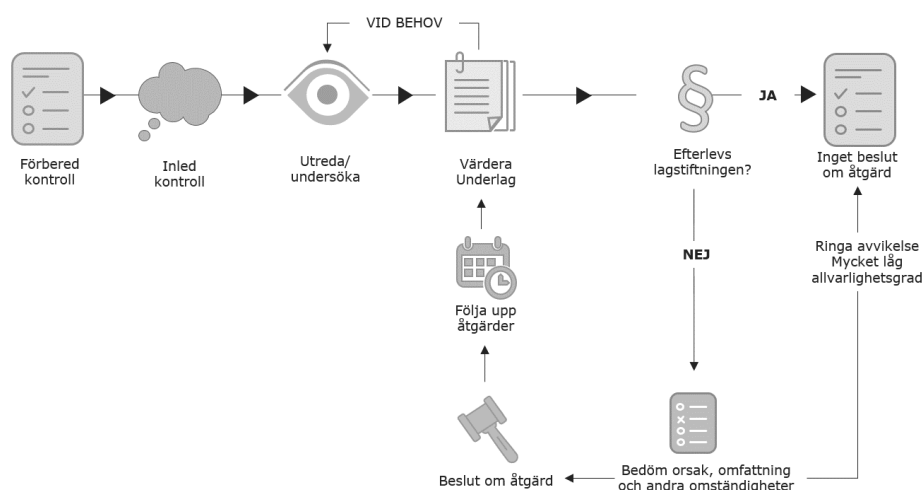 VID BEHOV
Förbered
kontroll
Inled
kontroll
Utreda/
undersöka
Värdera
Underlag
Efterlevs
lagstiftningen?
JA
Inget beslut
om åtgärd
NEJ
Ringa avvikelse
Mycket låg
allvarlighetsgrad
Följa upp
åtgärder
Beslut om åtgärd
Bedöm orsak, omfattning
och andra omständigheter